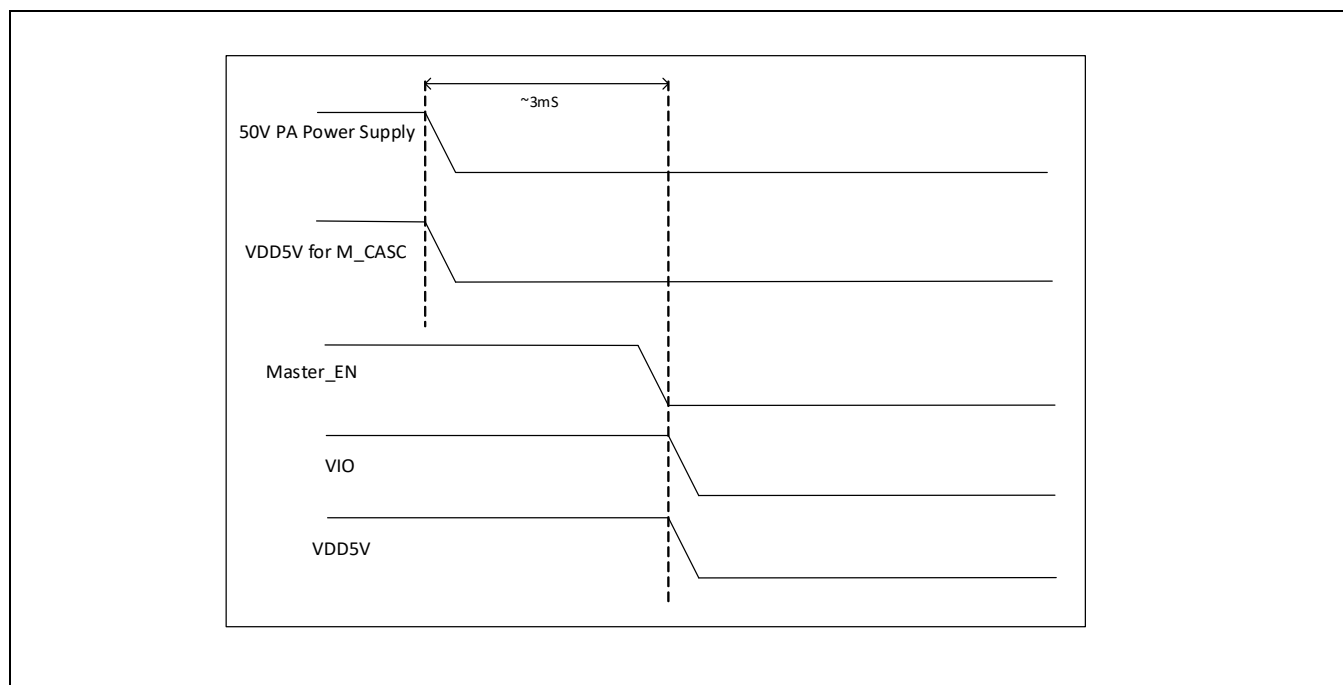 ~3mS
50V PA Power Supply
VDD5V for M_CASC
Master_EN
VIO
VDD5V